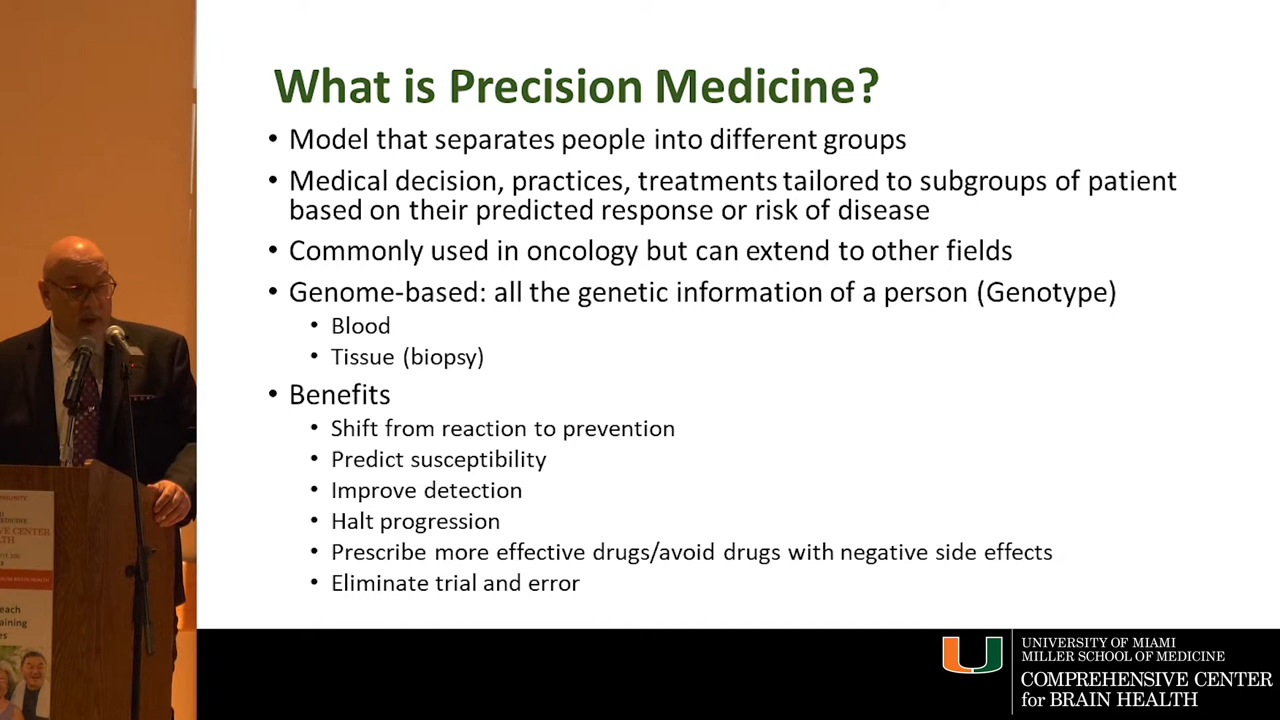 What is Precision Medicine?
• Model that separates people into different groups
• Medical decision, practices, treatments tailored to subgroups of patient
based on their predicted response or risk of disease
• Commonly used in oncology but can extend to other fields
• Genome-based: all the genetic information of a person (Genotype)
• Blood
• Tissue (biopsy)
• Benefits
• Shift from reaction to prevention
• Predict susceptibility
• Improve detection
• Halt progression
• Prescribe more effective drugs/avoid drugs with negative side effects
• Eliminate trial and error
UNIVERSITY OF MIAMI
MILLER SCHOOL OF MEDICINE
COMPREHENSIVE CENTER
for BRAIN HEALTH